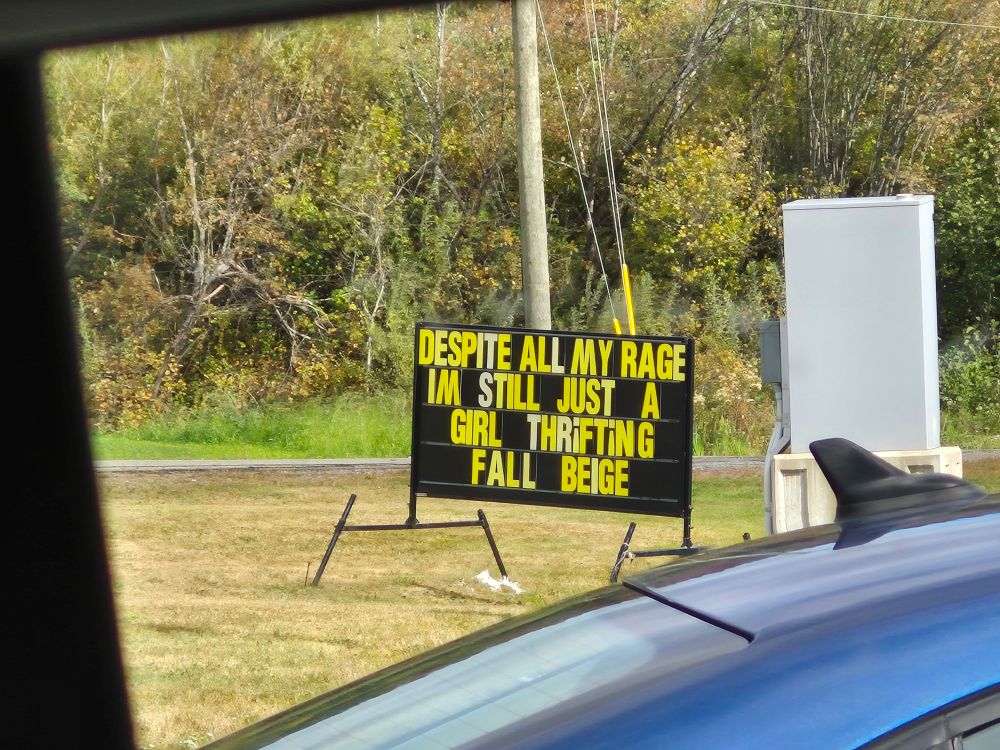 DESPITE ALL MY RAGE
IM STILL JUST A
GIRL THRiFTiNG
FALL BEIGE